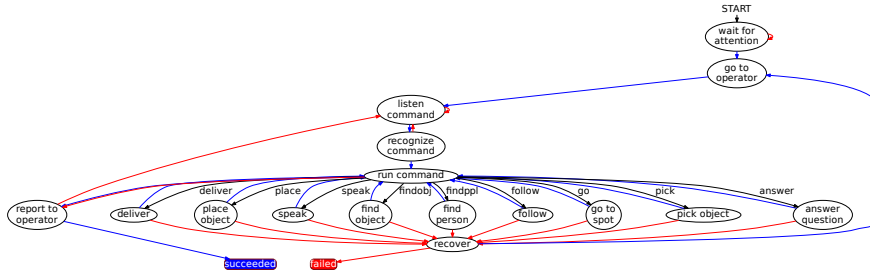 START
wait for
attention
go to
operator
listen
command
recognize
command
run command
deliver
place
speak
findobj
findppl
follow
go
pick
answer
report to
operator
deliver
place
object
speak
find
object
find
person
follow
go to
spot
pick object
answer
question
recover
succeeded
failed